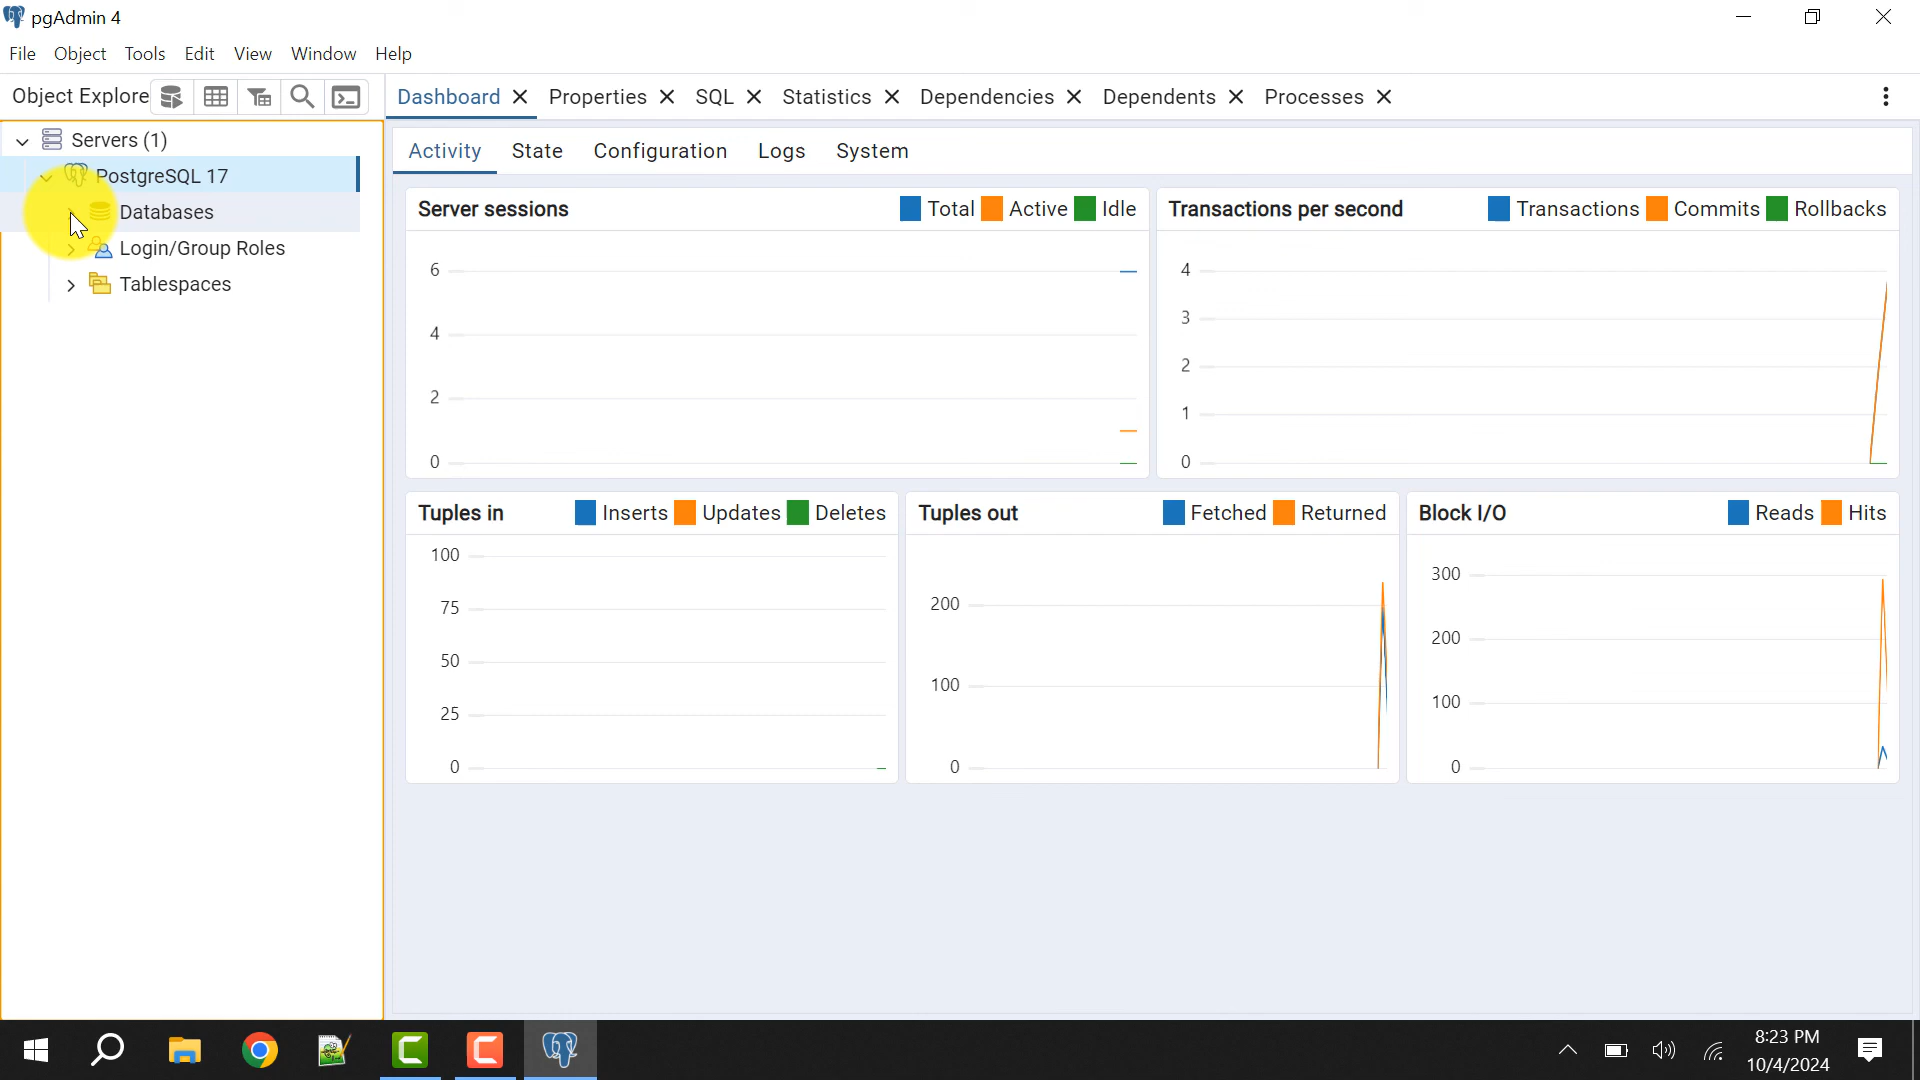 pgAdmin 4
File Object Tools Edit View Window Help
Object Explore
Dashboard Properties SQL Statistics Dependencies Dependents Processes
Servers (1)
PostgreSQL 17
Databases
Login/Group Roles
Tablespaces
Activity State Configuration Logs System
Server sessions Total Active Idle
6
4
2
0
Transactions per second Transactions Commits Rollbacks
4
3
2
1
0
Tuples in Inserts Updates Deletes
100
75
50
25
0
Tuples out Fetched Returned
200
100
0
Block I/O Reads Hits
300
200
100
0
8:23 PM
10/4/2024